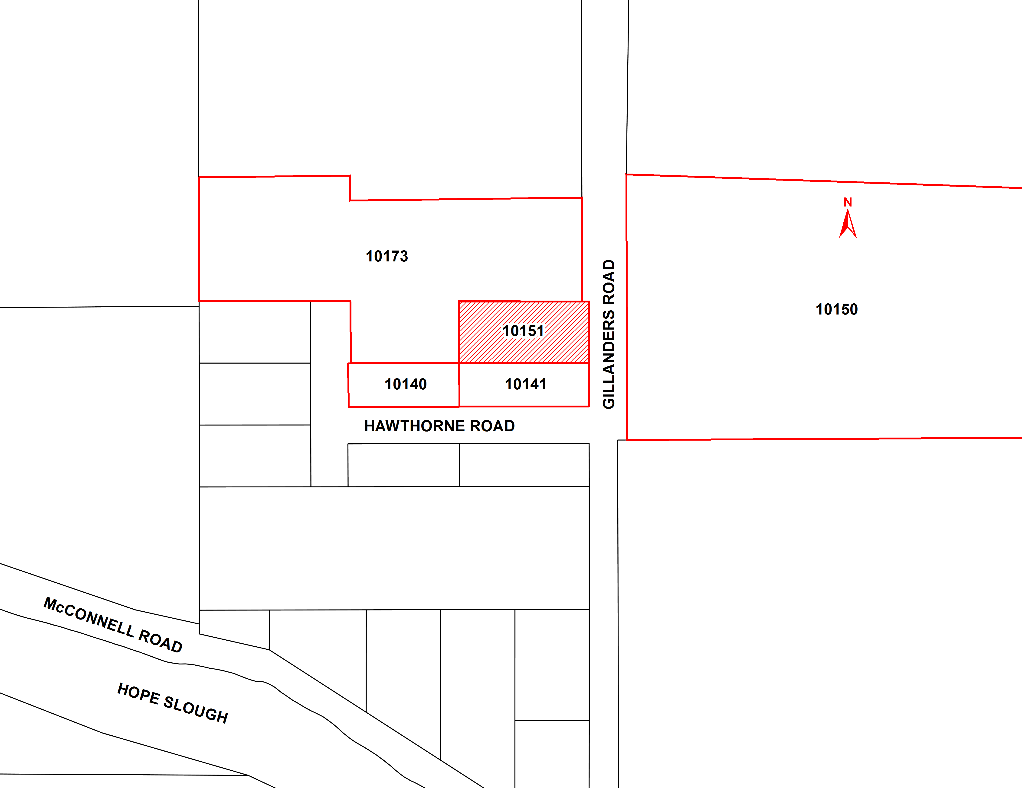 N
10173
GILLANDERS ROAD
10150
10151
10140
10141
HAWTHORNE ROAD
McCONNELL ROAD
HOPE SLOUGH